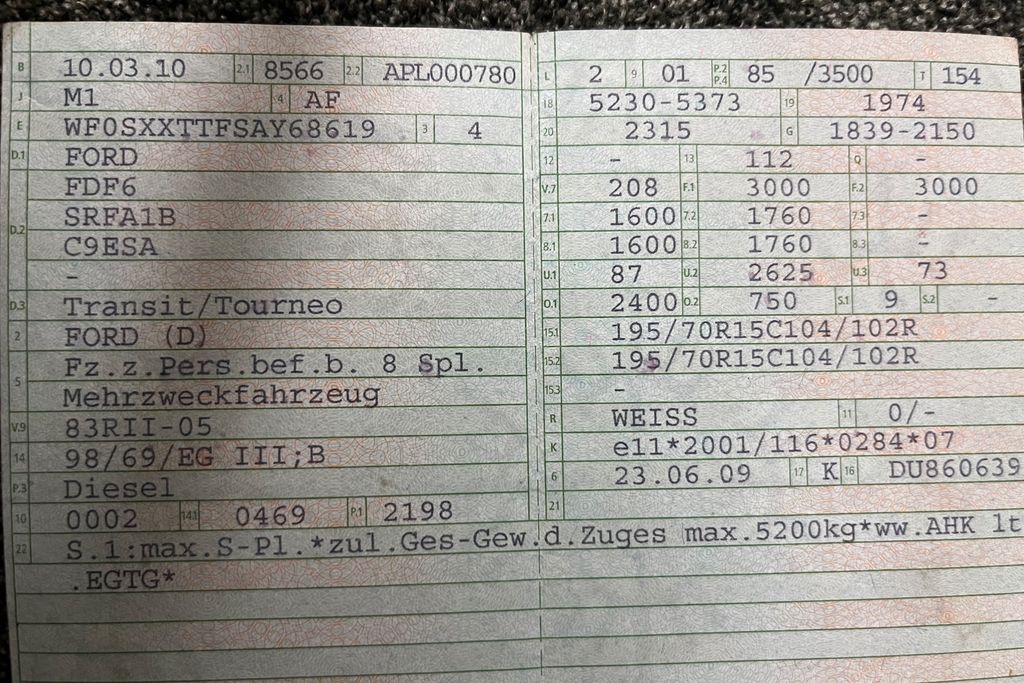 B 10.03.10 2.1 8566 2.2 APL000780
J M1 4 AF
E WF0SXXTTFSAY68619 3 4
D.1 FORD
FDF6
D.2 SRFA1B
C9ESA
-
D.3 Transit/Tourneo
2 FORD (D)
5 Fz.z.Pers.bef.b. 8 Spl.
Mehrzweckfahrzeug
V.9 83RII-05
14 98/69/EG III;B
P.3 Diesel
10 0002 14.1 0469 P.1 2198
L 2 9 01 P.2 P.4 85 /3500 T 154
18 5230-5373 19 1974
20 2315 G 1839-2150
12 - 13 112 Q -
V.7 208 F.1 3000 F.2 3000
7.1 1600 7.2 1760 7.3 -
8.1 1600 8.2 1760 8.3 -
U.1 87 U.2 2625 U.3 73
O.1 2400 O.2 750 S.1 9 S.2 -
15.1 195/70R15C104/102R
15.2 195/70R15C104/102R
15.3 -
R WEISS 11 0/-
K e11*2001/116*0284*07
6 23.06.09 17 K 16 DU860639
21
22 S.1:max.S-Pl.*zul.Ges-Gew.d.Zuges max.5200kg*ww.AHK lt
.EGTG*